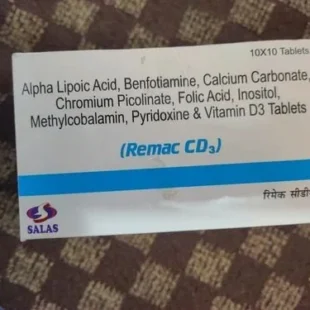 10X10 Tablets
Alpha Lipoic Acid, Benfotiamine, Calcium Carbonate,
Chromium Picolinate, Folic Acid, Inositol,
Methylcobalamin, Pyridoxine & Vitamin D3 Tablets
(Remac CD₃)
रिमेक सीडी
SALAS